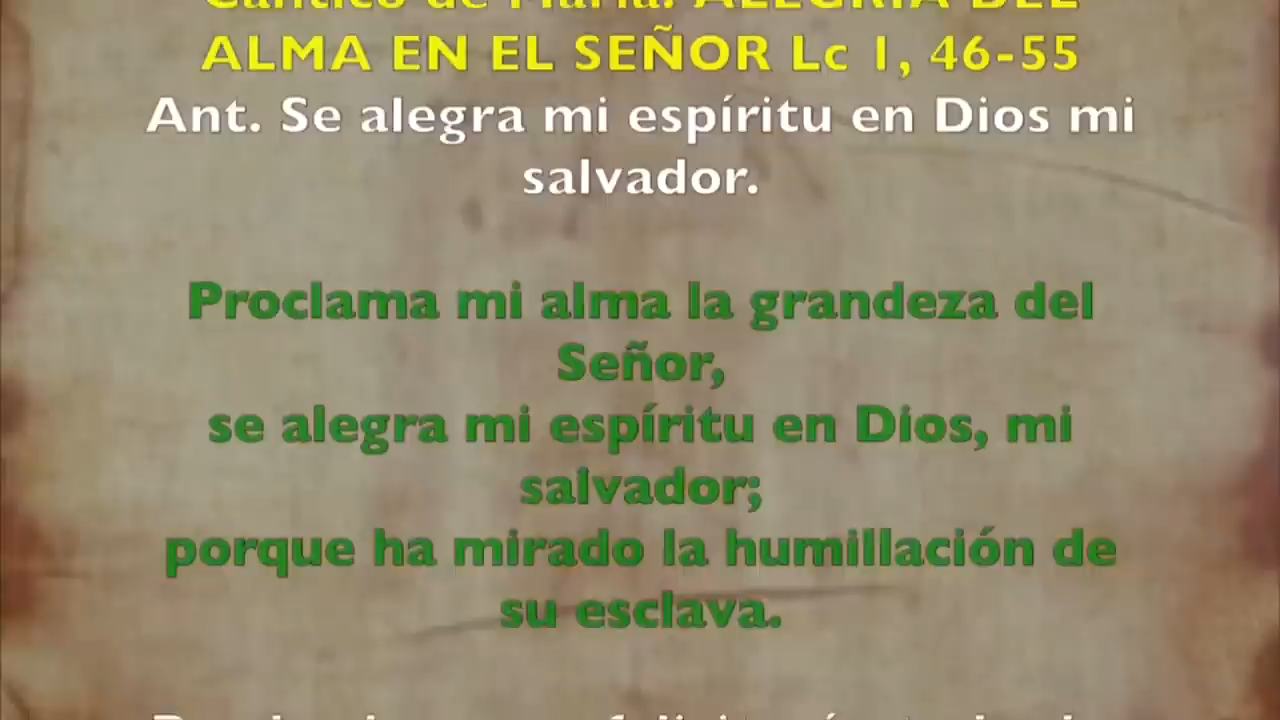 Cántico de María. ALEGRIA DEL
ALMA EN EL SEÑOR Lc 1, 46-55
Ant. Se alegra mi espíritu en Dios mi
salvador.
Proclama mi alma la grandeza del
Señor,
se alegra mi espíritu en Dios, mi
salvador;
porque ha mirado la humillación de
su esclava.